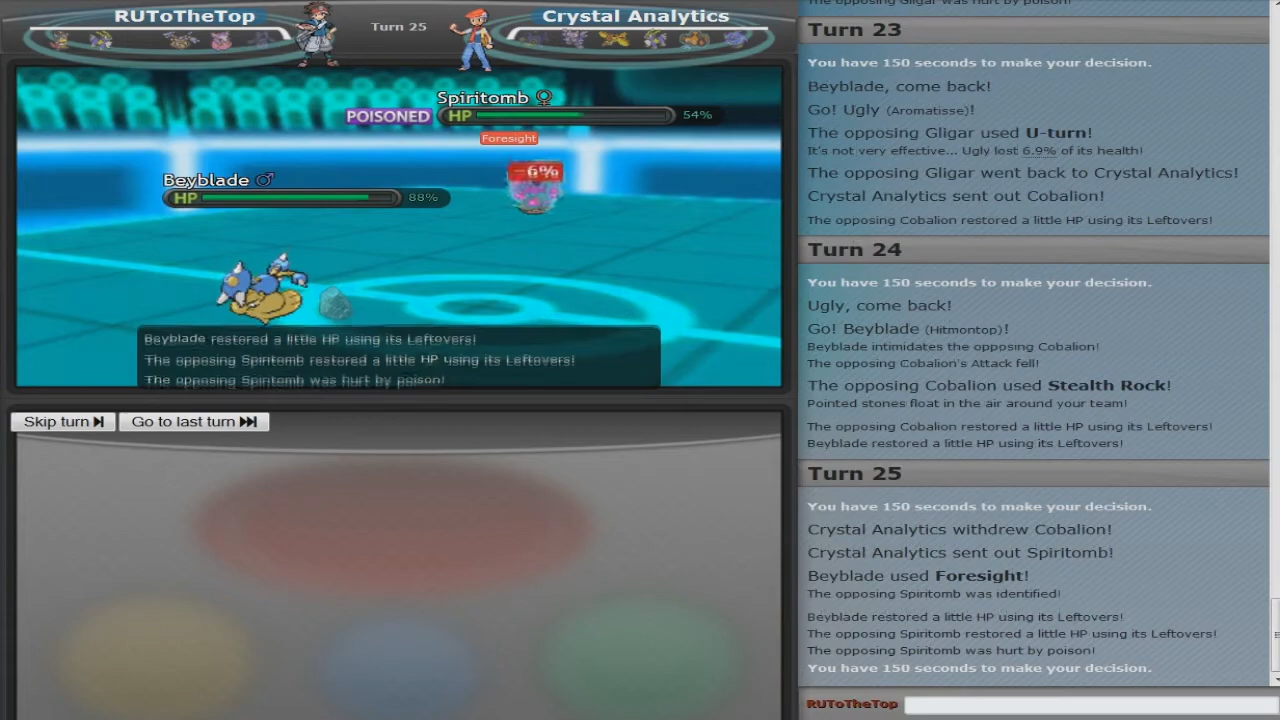 RUToTheTop
Turn 25
Crystal Analytics
Spiritomb ♀
POISONED
HP
54%
Foresight
−6%
Beyblade ♂
HP
88%
Beyblade restored a little HP using its Leftovers!
The opposing Spiritomb restored a little HP using its Leftovers!
The opposing Spiritomb was hurt by poison!
Skip turn
Go to last turn
The opposing Gligar was hurt by poison!
Turn 23
You have 150 seconds to make your decision.
Beyblade, come back!
Go! Ugly (Aromatisse)!
The opposing Gligar used U-turn!
It's not very effective... Ugly lost 6.9% of its health!
The opposing Gligar went back to Crystal Analytics!
Crystal Analytics sent out Cobalion!
The opposing Cobalion restored a little HP using its Leftovers!
Turn 24
You have 150 seconds to make your decision.
Ugly, come back!
Go! Beyblade (Hitmontop)!
Beyblade intimidates the opposing Cobalion!
The opposing Cobalion's Attack fell!
The opposing Cobalion used Stealth Rock!
Pointed stones float in the air around your team!
The opposing Cobalion restored a little HP using its Leftovers!
Beyblade restored a little HP using its Leftovers!
Turn 25
You have 150 seconds to make your decision.
Crystal Analytics withdrew Cobalion!
Crystal Analytics sent out Spiritomb!
Beyblade used Foresight!
The opposing Spiritomb was identified!
Beyblade restored a little HP using its Leftovers!
The opposing Spiritomb restored a little HP using its Leftovers!
The opposing Spiritomb was hurt by poison!
You have 150 seconds to make your decision.
RUToTheTop